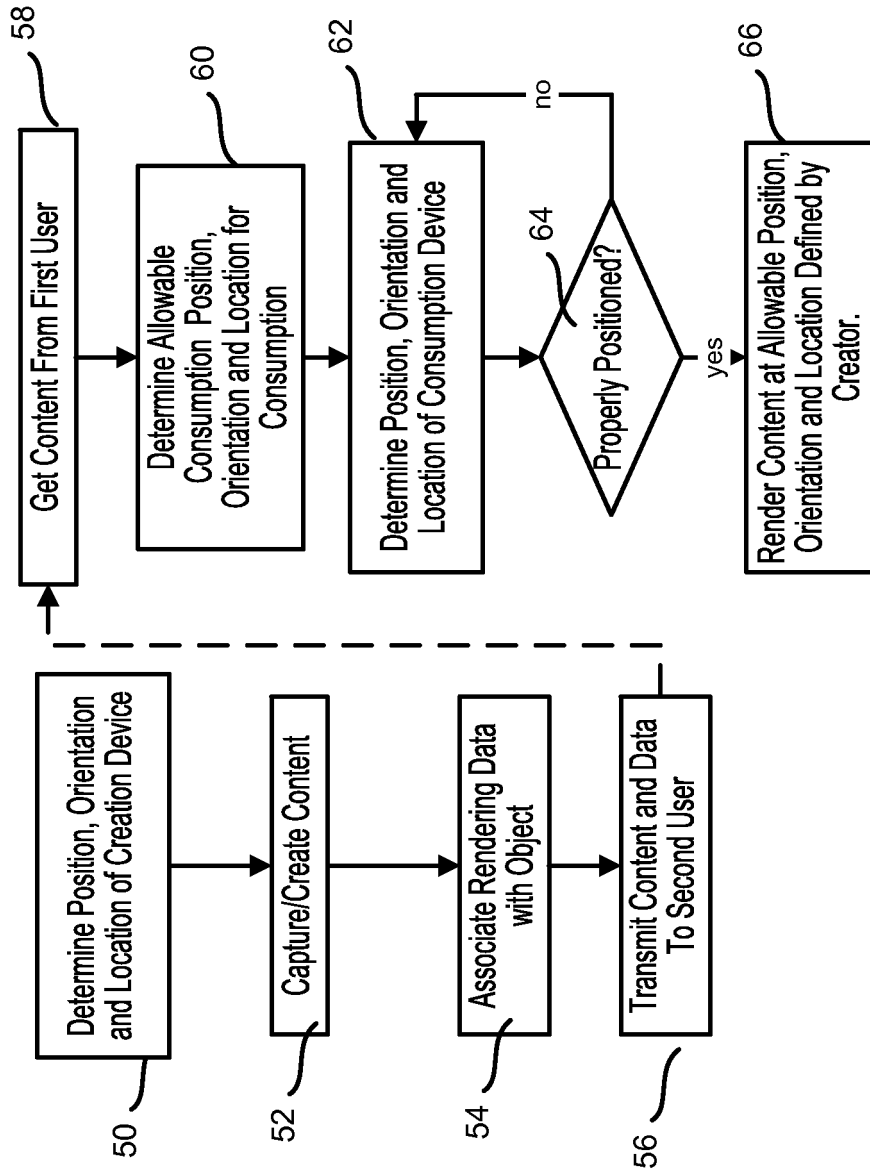 50
Determine Position, Orientation
and Location of Creation Device
52
Capture/Create Content
54
Associate Rendering Data
with Object
56
Transmit Content and Data
To Second User
58
Get Content From First User
60
Determine Allowable
Consumption Position,
Orientation and Location for
Consumption
62
Determine Position, Orientation and
Location of Consumption Device
64
Properly Positioned?
no
yes
66
Render Content at Allowable Position,
Orientation and Location Defined by
Creator.